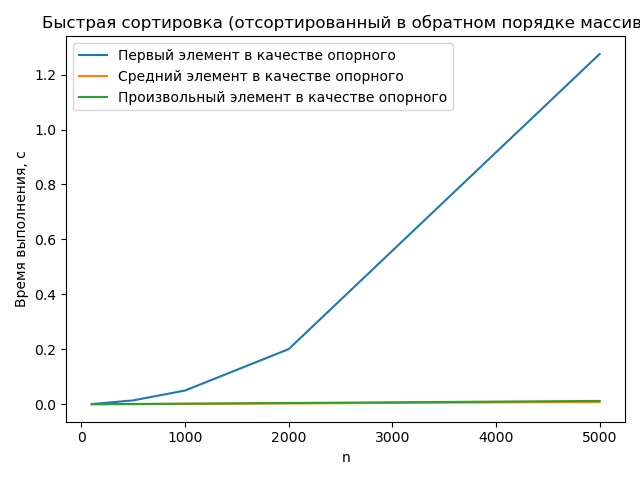 Быстрая сортировка (отсортированный в обратном порядке массив
Первый элемент в качестве опорного
Средний элемент в качестве опорного
Произвольный элемент в качестве опорного
Время выполнения, с
1.2
1.0
0.8
0.6
0.4
0.2
0.0
0 1000 2000 3000 4000 5000
n